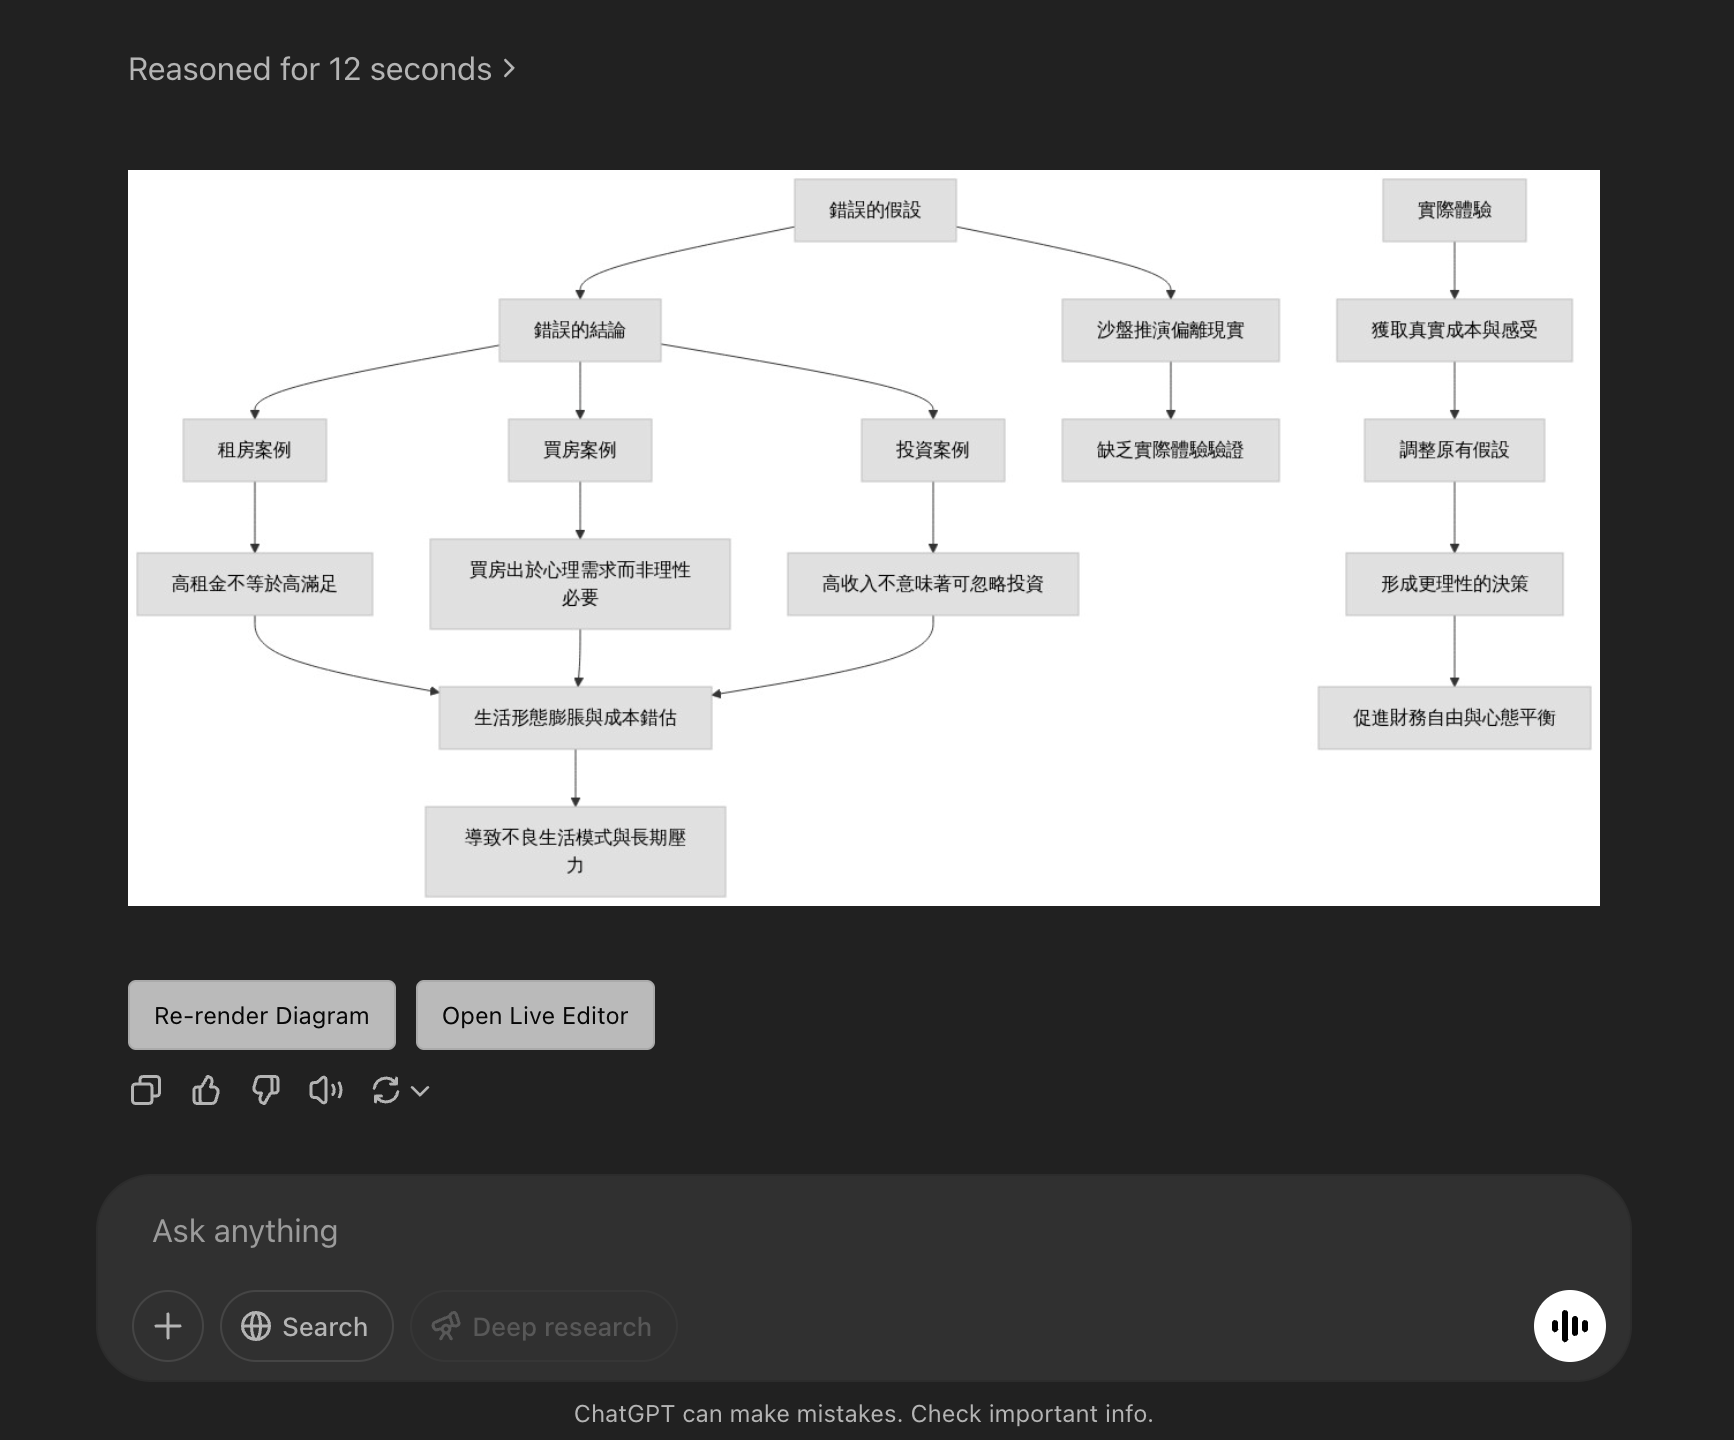 Reasoned for 12 seconds
錯誤的假設
實際體驗
錯誤的結論
沙盤推演偏離現實
獲取真實成本與感受
租房案例
買房案例
投資案例
缺乏實際體驗驗證
調整原有假設
高租金不等於高滿足
買房出於心理需求而非理性
必要
高收入不意味著可忽略投資
形成更理性的決策
生活形態膨脹與成本錯估
促進財務自由與心態平衡
導致不良生活模式與長期壓
力
Re-render Diagram
Open Live Editor
Ask anything
Search
Deep research
ChatGPT can make mistakes. Check important info.